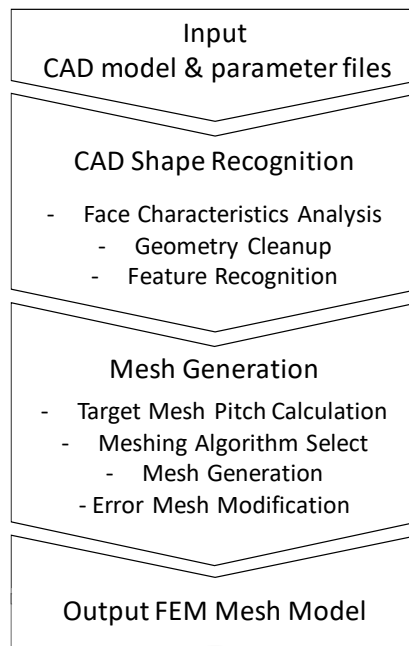 Input
CAD model & parameter files
CAD Shape Recognition
- Face Characteristics Analysis
- Geometry Cleanup
- Feature Recognition
Mesh Generation
- Target Mesh Pitch Calculation
- Meshing Algorithm Select
- Mesh Generation
- Error Mesh Modification
Output FEM Mesh Model